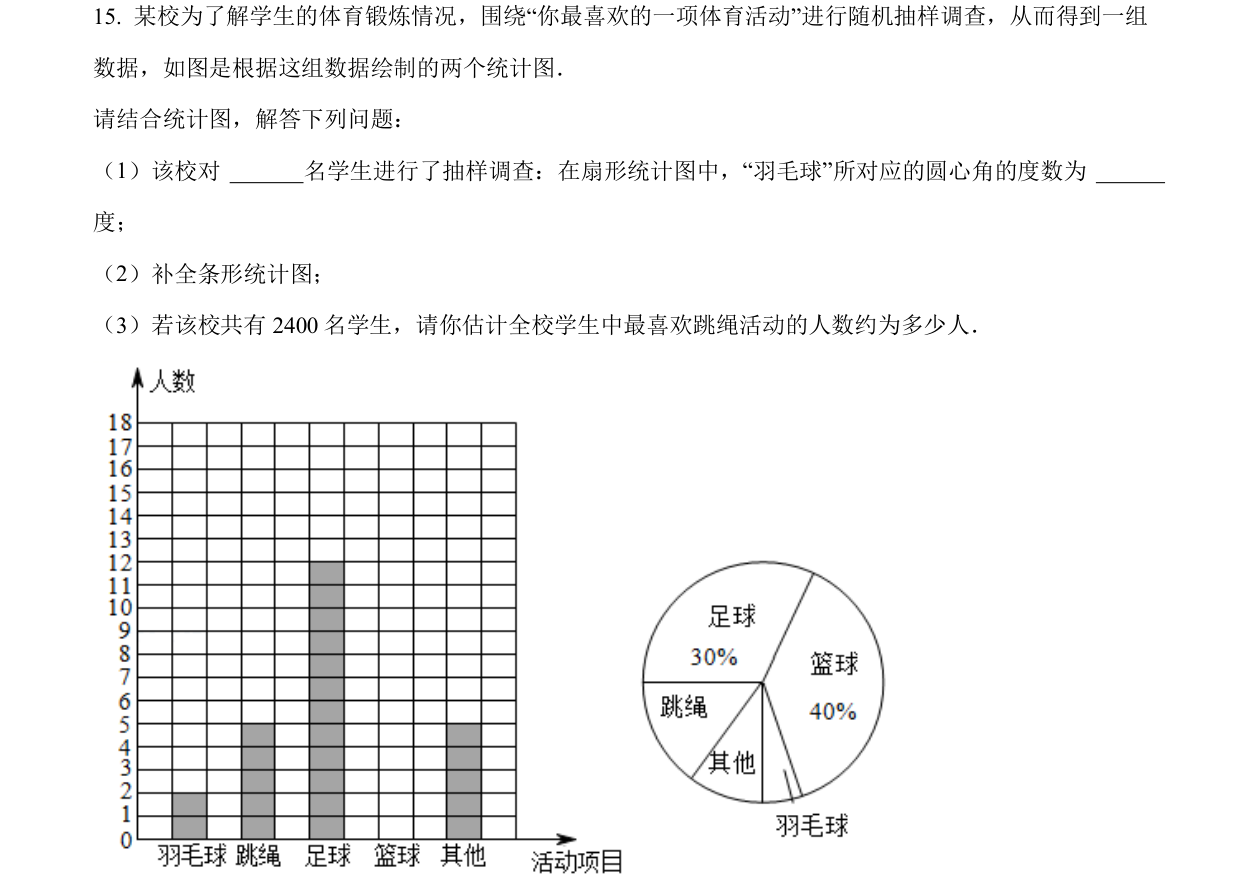 15. 某校为了解学生的体育锻炼情况，围绕“你最喜欢的一项体育活动”进行随机抽样调查，从而得到一组
数据，如图是根据这组数据绘制的两个统计图．
请结合统计图，解答下列问题：
（1）该校对 ______名学生进行了抽样调查：在扇形统计图中，“羽毛球”所对应的圆心角的度数为 ______
度；
（2）补全条形统计图；
（3）若该校共有 2400 名学生，请你估计全校学生中最喜欢跳绳活动的人数约为多少人．
人数
18
17
16
15
14
13
12
11
10
9
8
7
6
5
4
3
2
1
0
羽毛球 跳绳 足球 篮球 其他
活动项目
足球
30%
篮球
40%
跳绳
其他
羽毛球